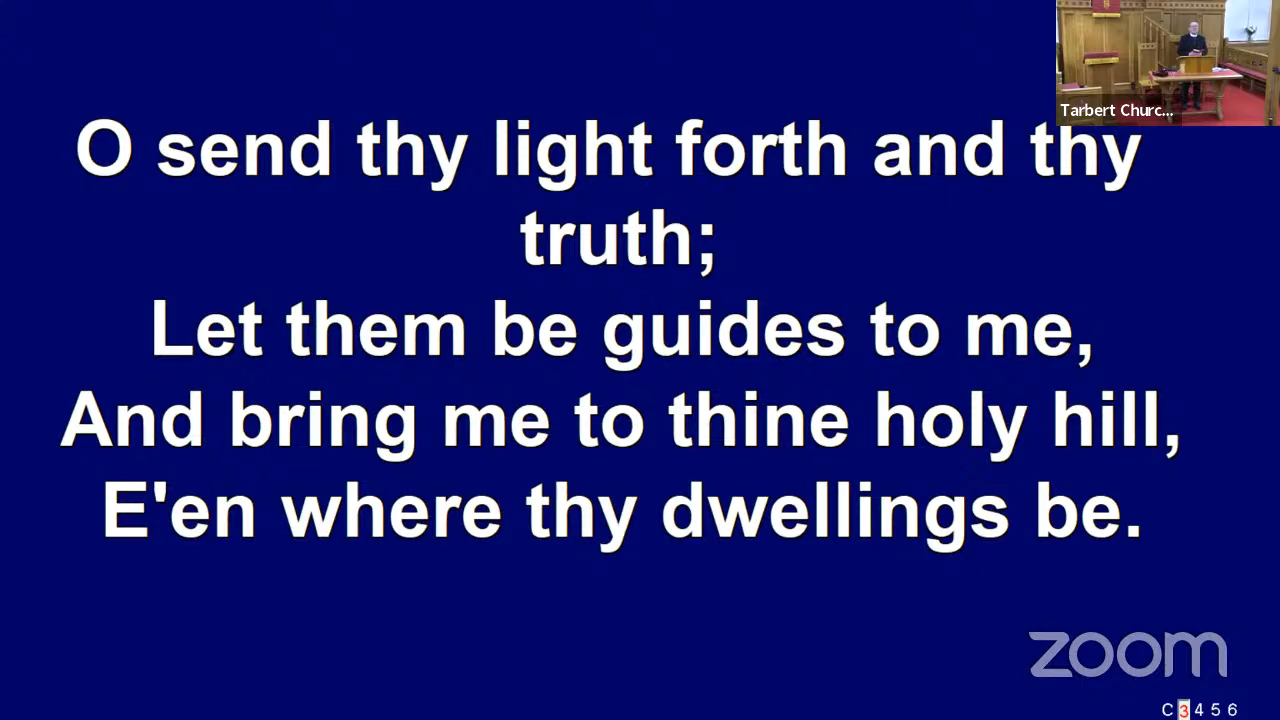 Tarbert Churc...
O send thy light forth and thy
truth;
Let them be guides to me,
And bring me to thine holy hill,
E'en where thy dwellings be.
zoom
C 3 4 5 6